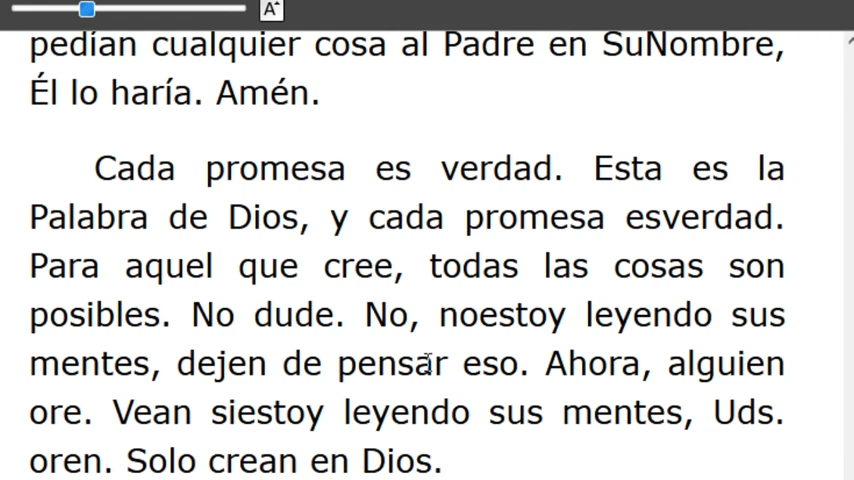 A
pedían cualquier cosa al Padre en SuNombre,
Él lo haría. Amén.
Cada promesa es verdad. Esta es la
Palabra de Dios, y cada promesa esverdad.
Para aquel que cree, todas las cosas son
posibles. No dude. No, noestoy leyendo sus
mentes, dejen de pensar eso. Ahora, alguien
ore. Vean siestoy leyendo sus mentes, Uds.
oren. Solo crean en Dios.